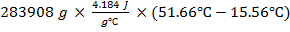 283908 g × 4.184 J / g°C × (51.66°C − 15.56°C)